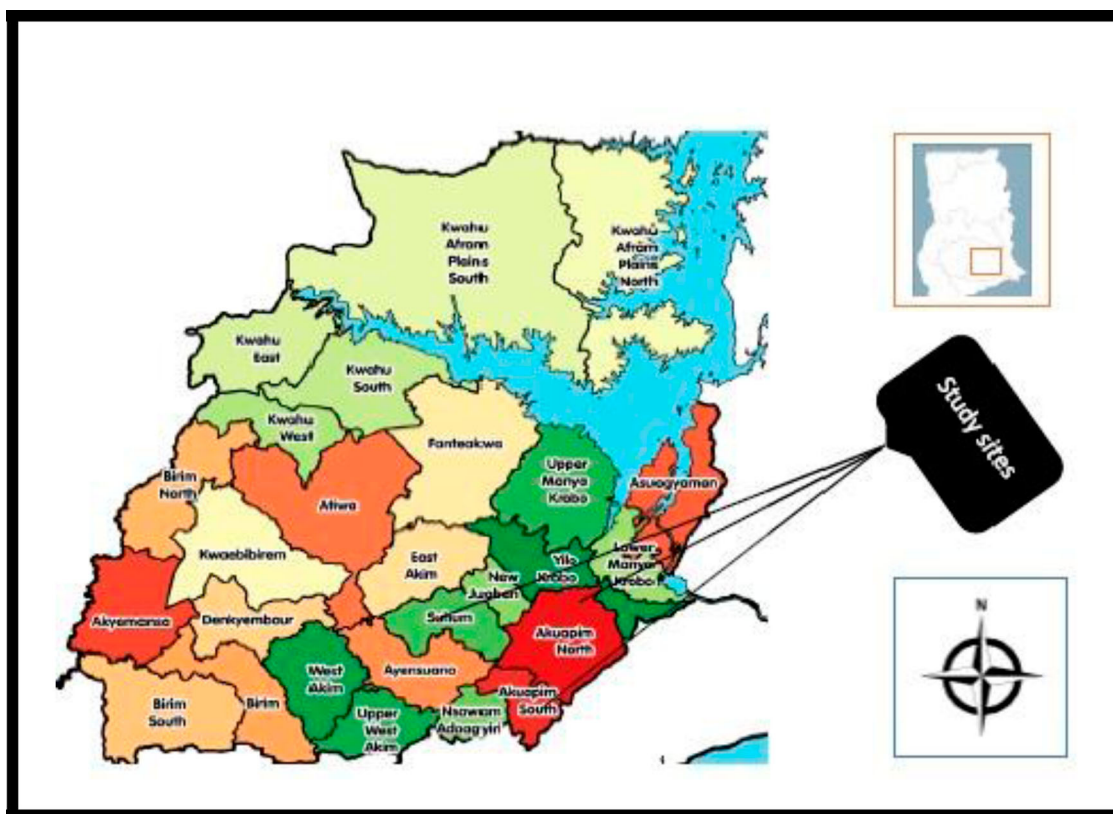 Kwahu
Afram
Plains
South
Kwahu
Afram
Plains
North
Kwahu
East
Kwahu
South
Kwahu
West
Fanteakwa
Birim
North
Atiwa
Upper
Manya
Krobo
Asuogyaman
Kwaebibirem
East
Akim
Yilo
Krobo
Lower
Manya
Krobo
New
Juaben
Akyemansa
Denkyembour
Suhum
Akuapim
North
West
Akim
Ayensuano
Birim
South
Birim
Upper
West
Akim
Nsawam
Adoagyiri
Akuapim
South
Study sites
N